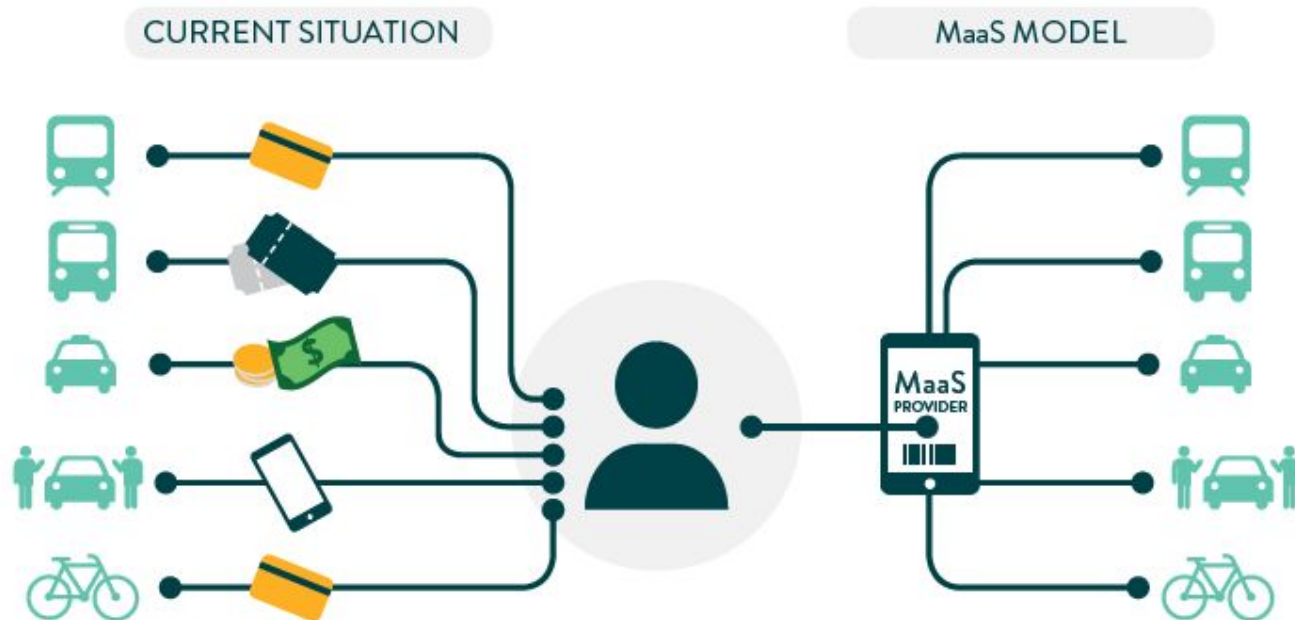 CURRENT SITUATION
MaaS MODEL
$
MaaS
PROVIDER